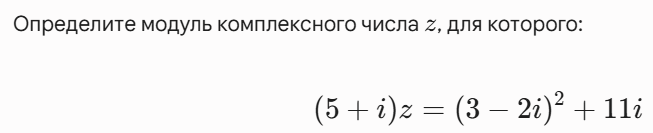 Определите модуль комплексного числа z, для которого:
(5 + i)z = (3 − 2i)² + 11i